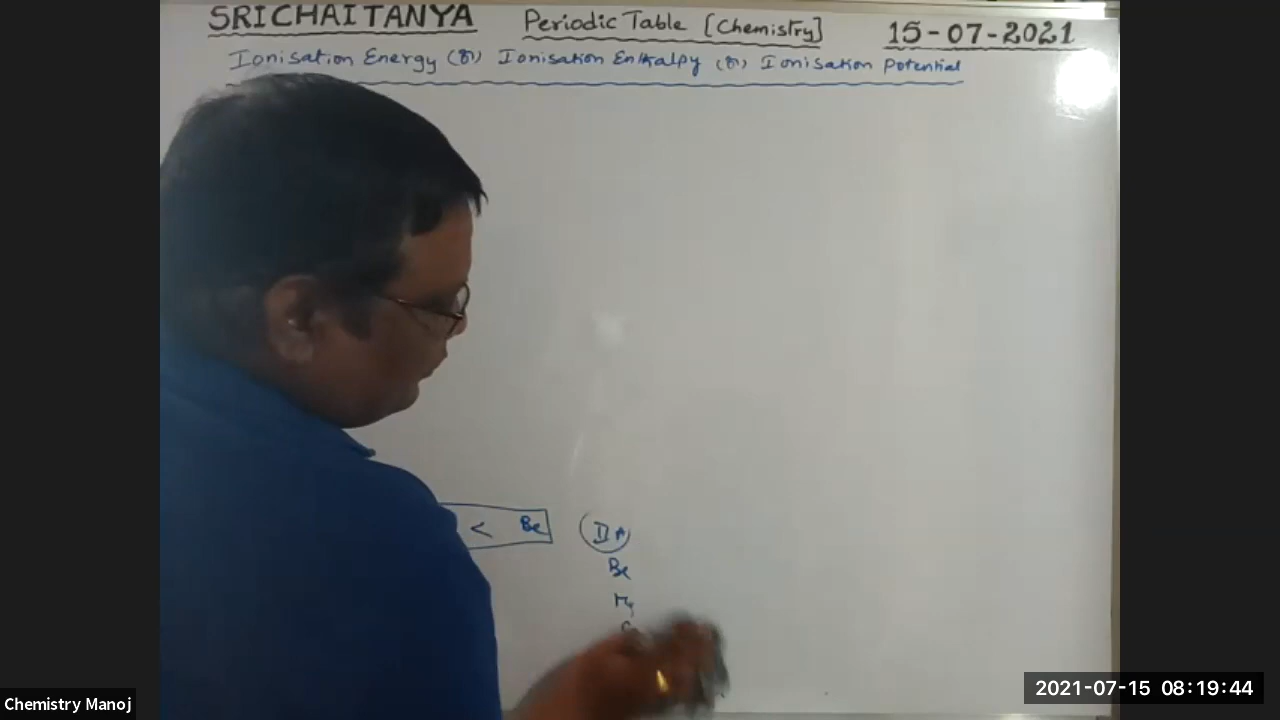 SRICHAITANYA Periodic Table [Chemistry] 15-07-2021
Ionisation Energy (or) Ionisation Enthalpy (or) Ionisation Potential
< Be
II A
Be
Mg
Chemistry Manoj
2021-07-15 08:19:44